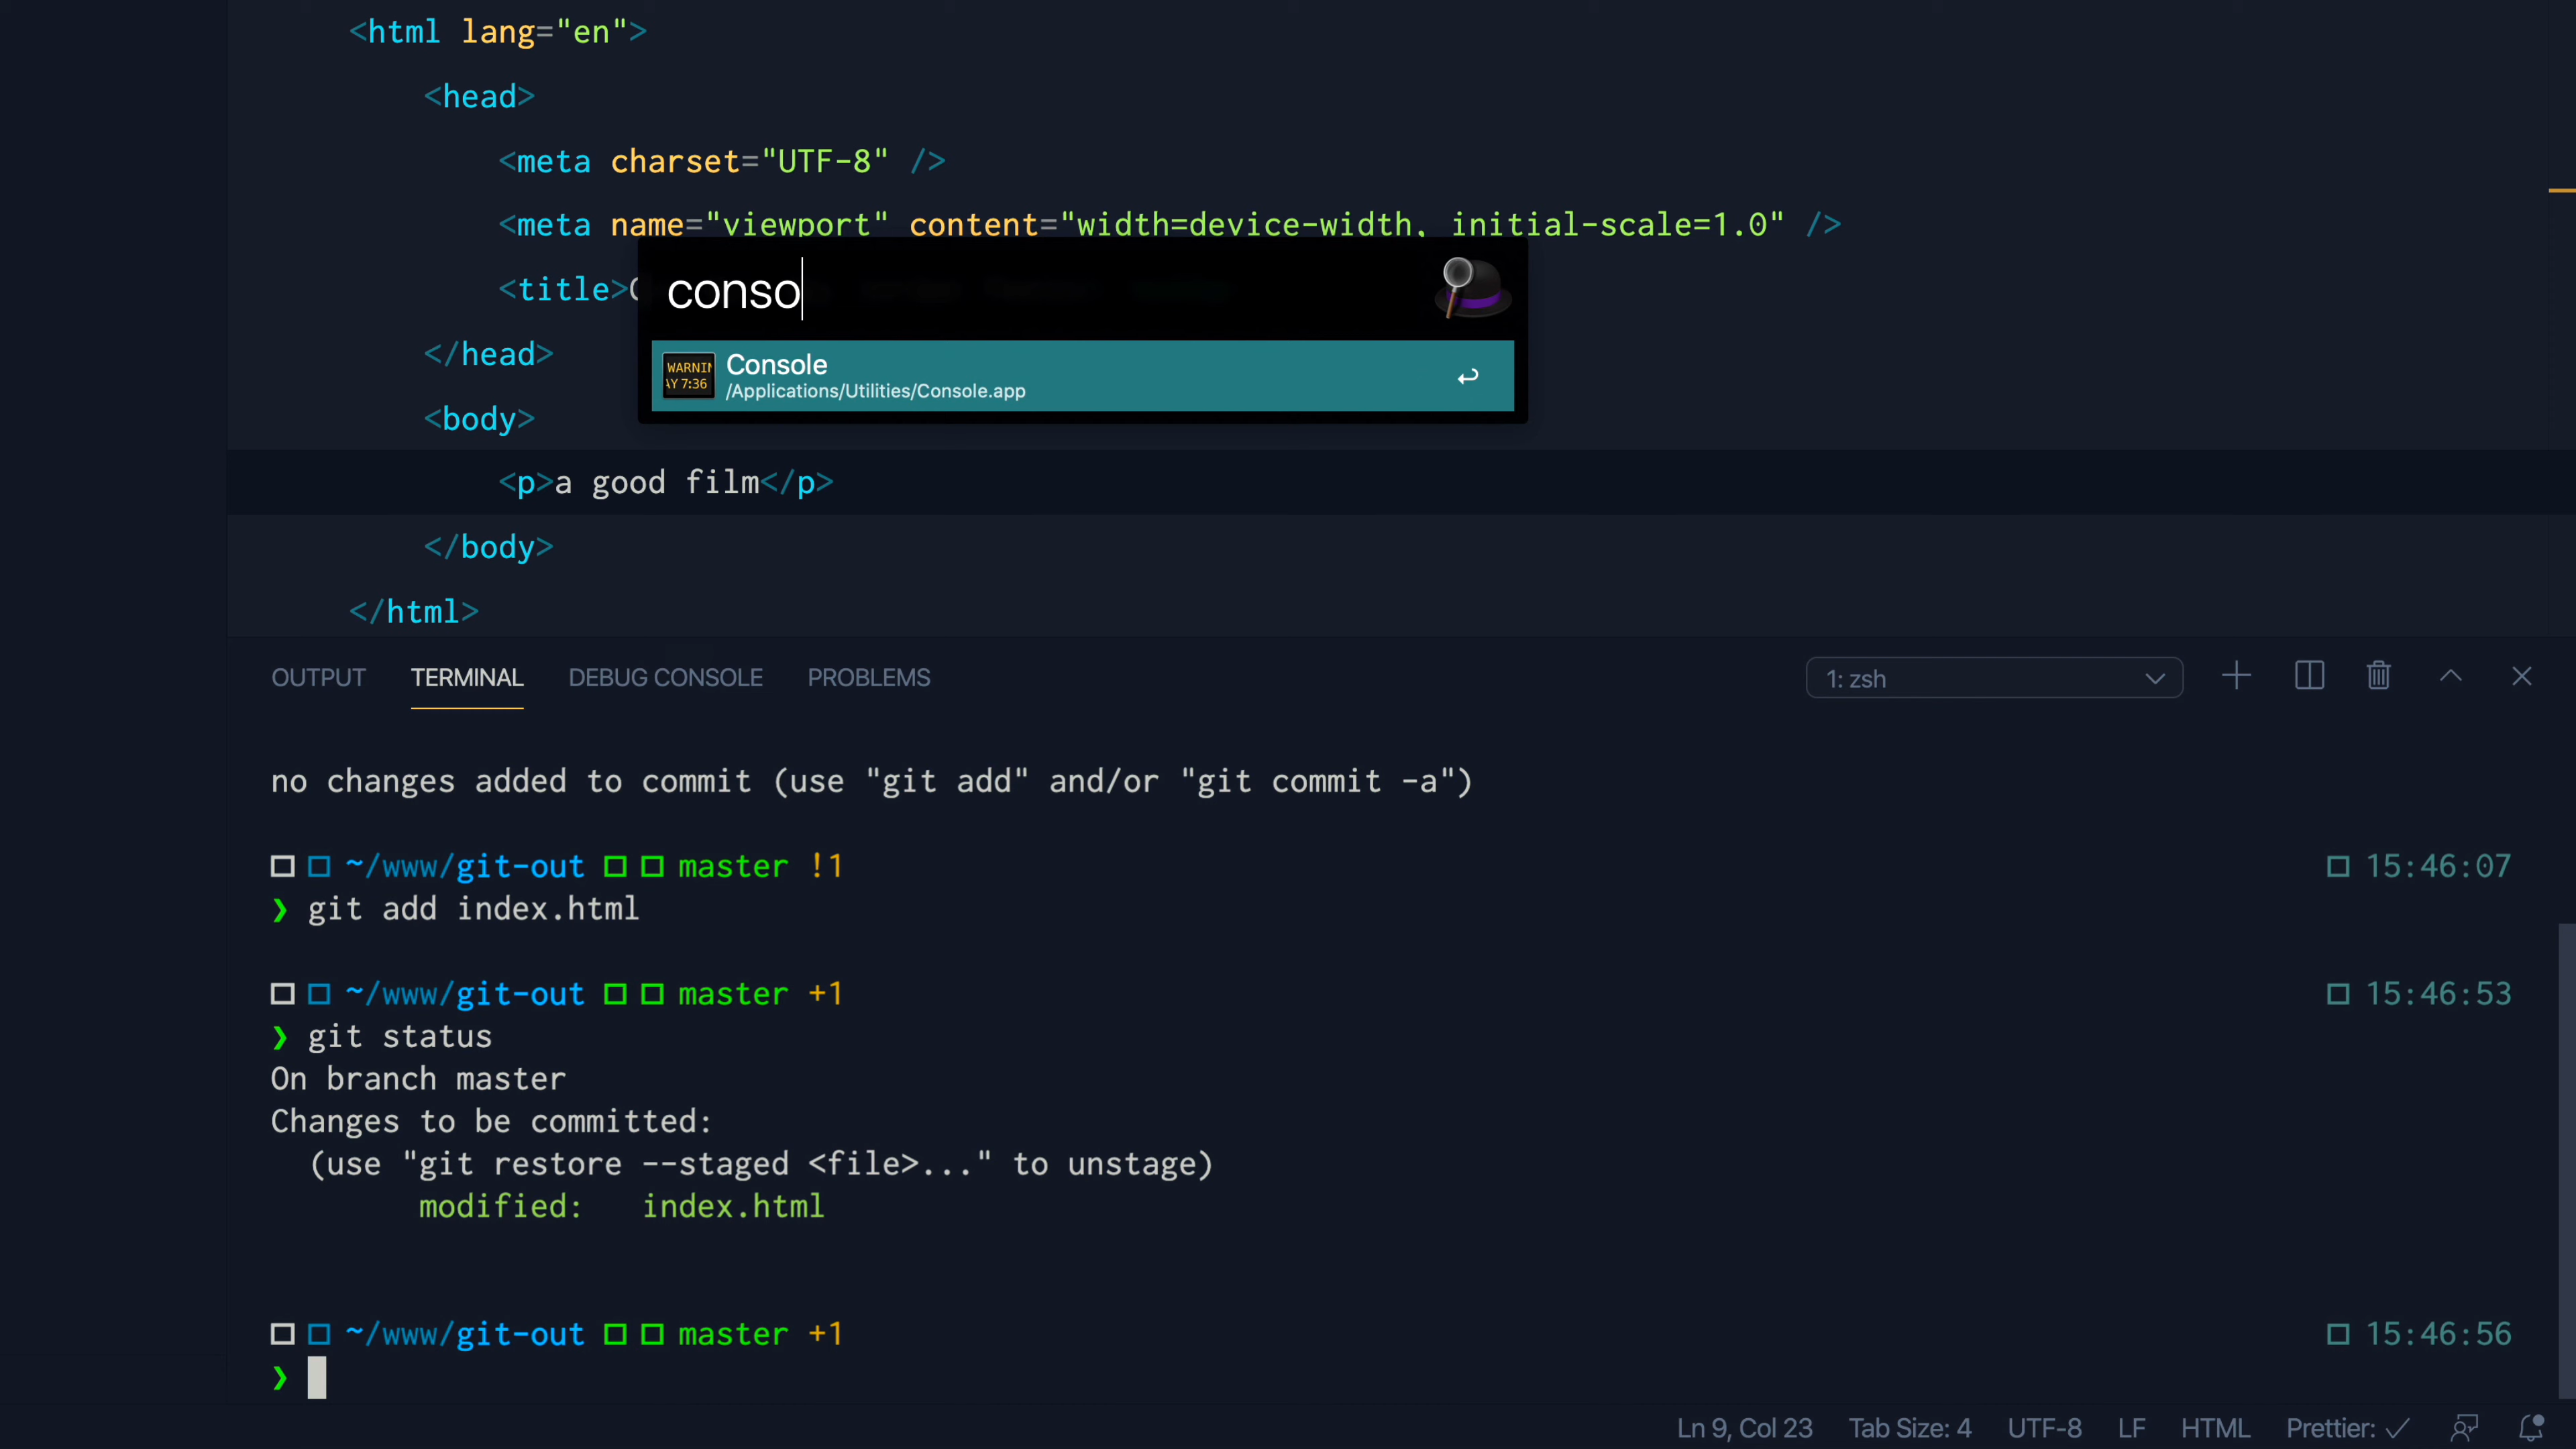 <html lang="en">
<head>
<meta charset="UTF-8" />
<meta name="viewport" content="width=device-width, initial-scale=1.0" />
<title>
conso
</head>
WARNIN
AY 7:36
Console
/Applications/Utilities/Console.app
<body>
<p>a good film</p>
</body>
</html>
OUTPUT TERMINAL DEBUG CONSOLE PROBLEMS 1: zsh
no changes added to commit (use "git add" and/or "git commit -a")
~/www/git-out master !1 15:46:07
❯ git add index.html
~/www/git-out master +1 15:46:53
❯ git status
On branch master
Changes to be committed:
(use "git restore --staged <file>..." to unstage)
modified: index.html
~/www/git-out master +1 15:46:56
❯
Ln 9, Col 23 Tab Size: 4 UTF-8 LF HTML Prettier: ✓